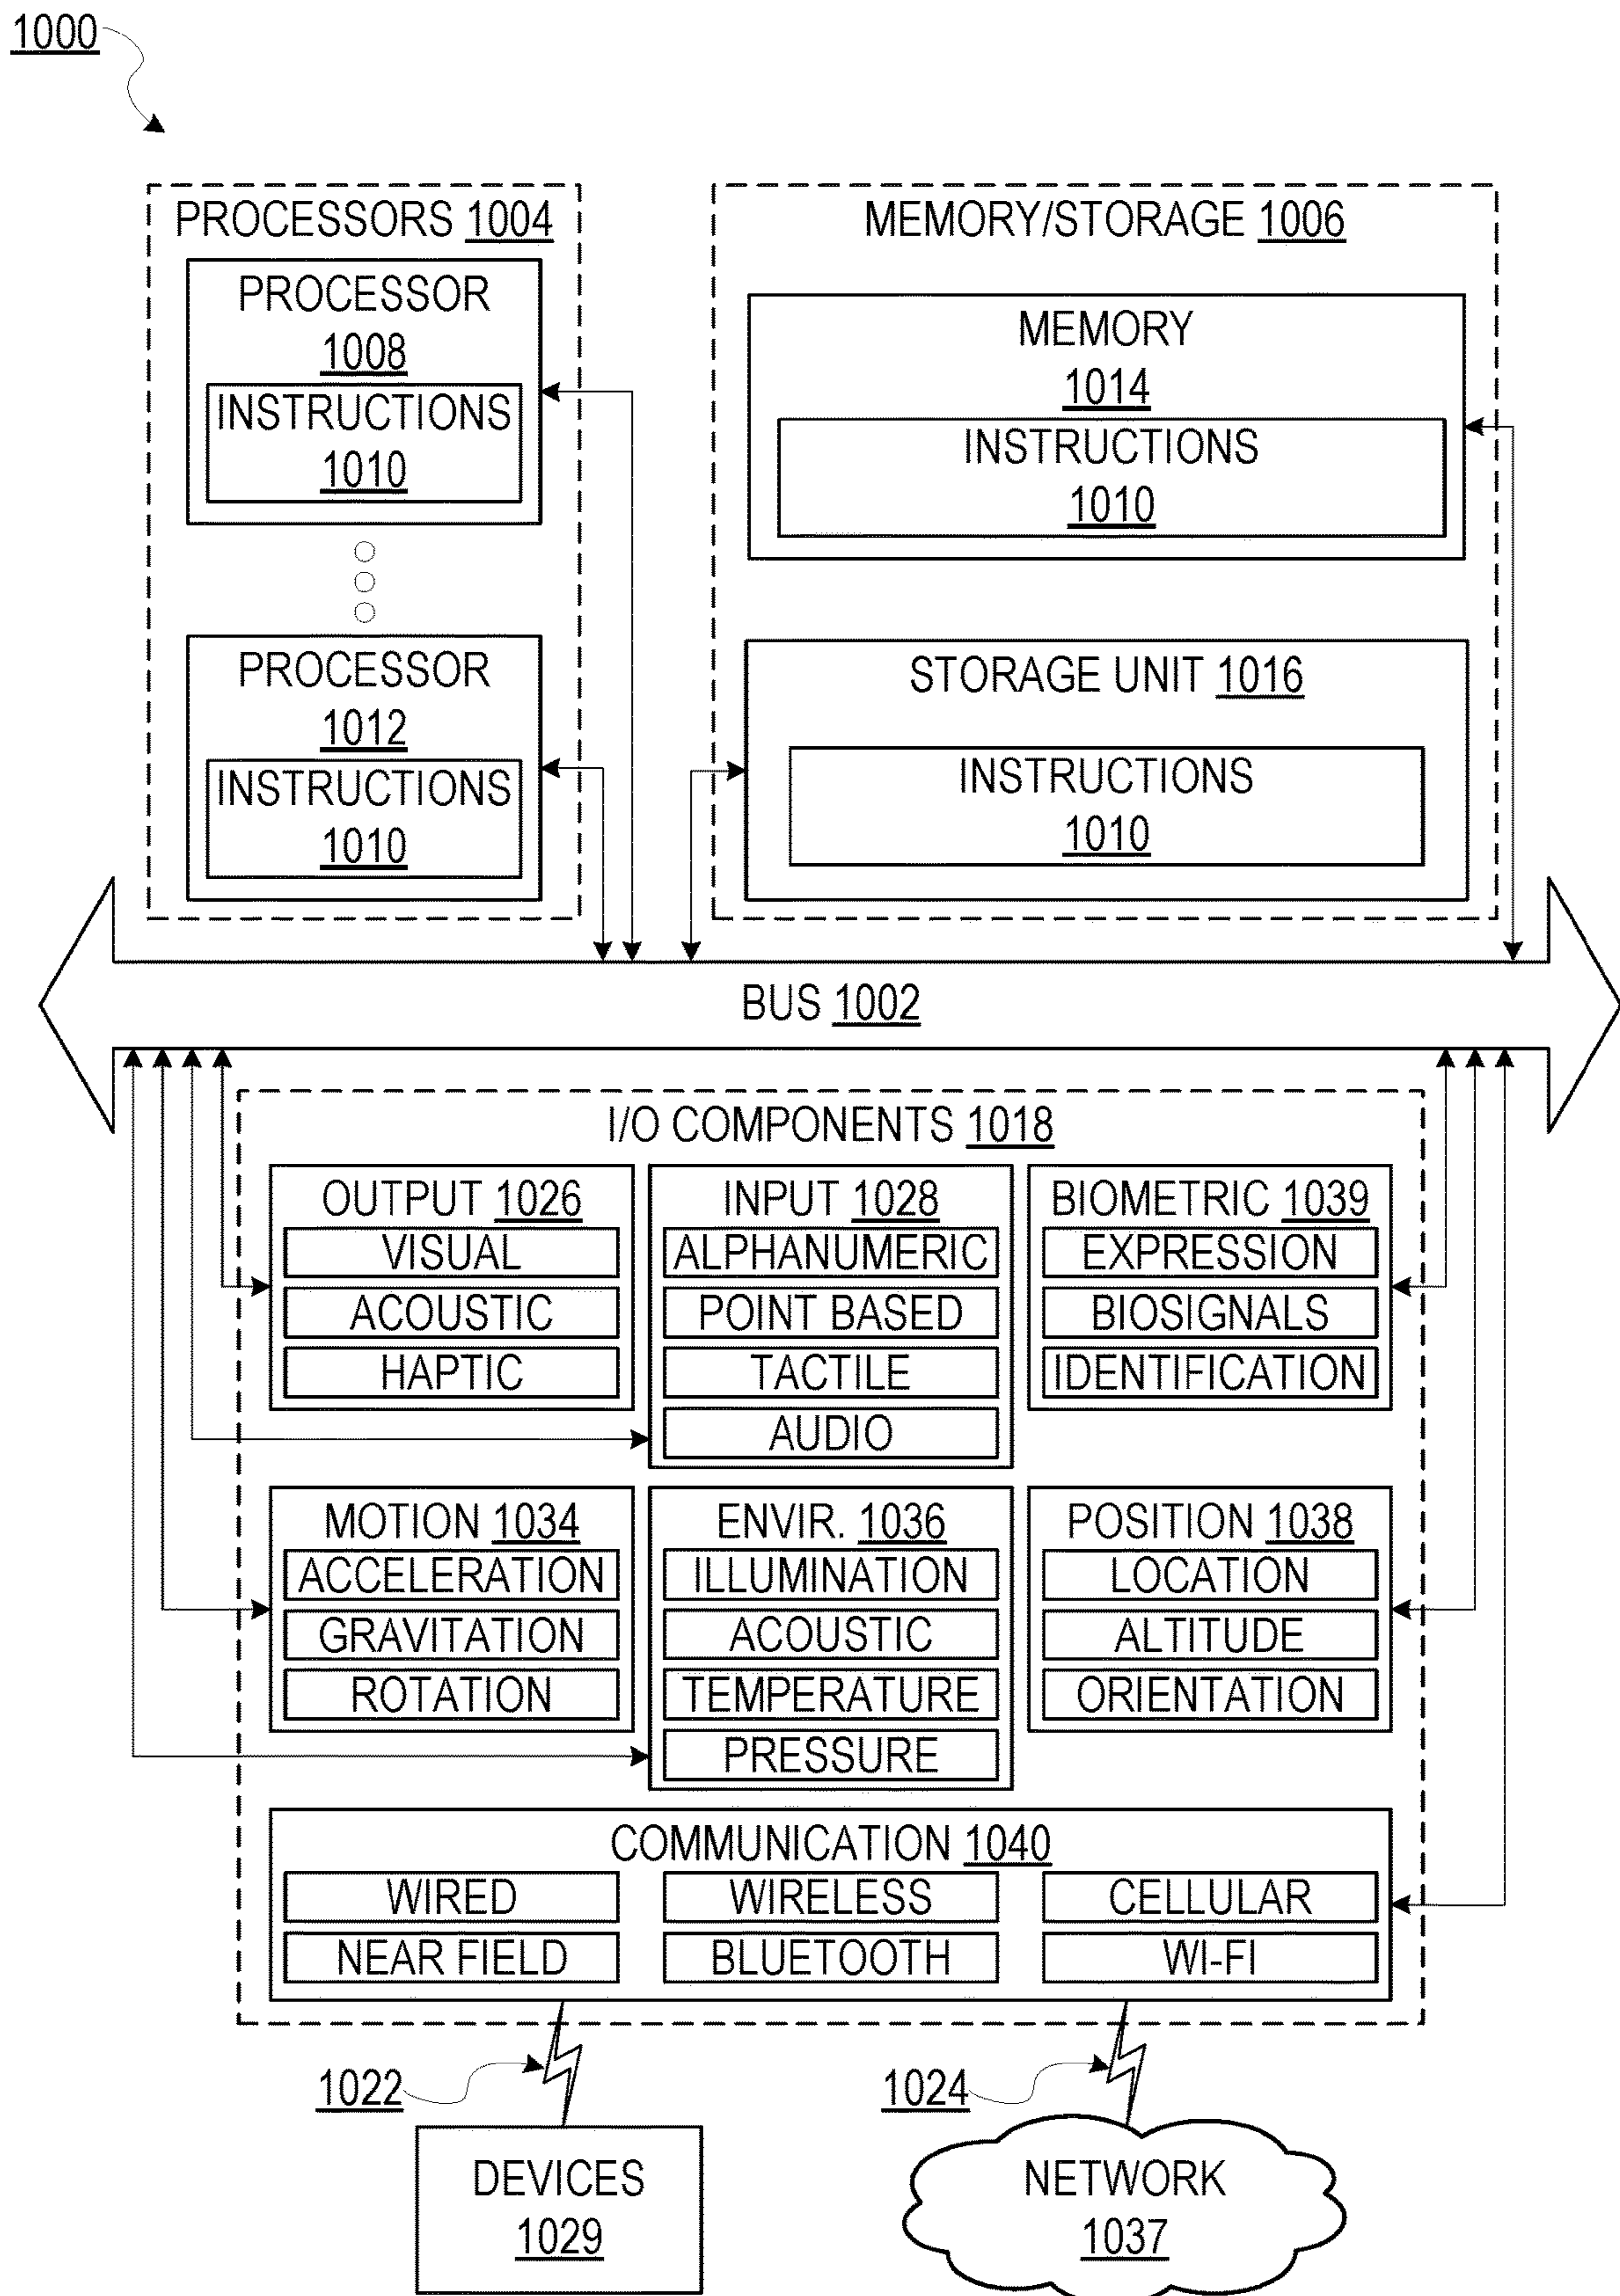 1000
PROCESSORS 1004
PROCESSOR
1008
INSTRUCTIONS
1010
PROCESSOR
1012
INSTRUCTIONS
1010
MEMORY/STORAGE 1006
MEMORY
1014
INSTRUCTIONS
1010
STORAGE UNIT 1016
INSTRUCTIONS
1010
BUS 1002
I/O COMPONENTS 1018
OUTPUT 1026
VISUAL
ACOUSTIC
HAPTIC
INPUT 1028
ALPHANUMERIC
POINT BASED
TACTILE
AUDIO
BIOMETRIC 1039
EXPRESSION
BIOSIGNALS
IDENTIFICATION
MOTION 1034
ACCELERATION
GRAVITATION
ROTATION
ENVIR. 1036
ILLUMINATION
ACOUSTIC
TEMPERATURE
PRESSURE
POSITION 1038
LOCATION
ALTITUDE
ORIENTATION
COMMUNICATION 1040
WIRED
WIRELESS
CELLULAR
NEAR FIELD
BLUETOOTH
WI-FI
1022
1024
DEVICES
1029
NETWORK
1037